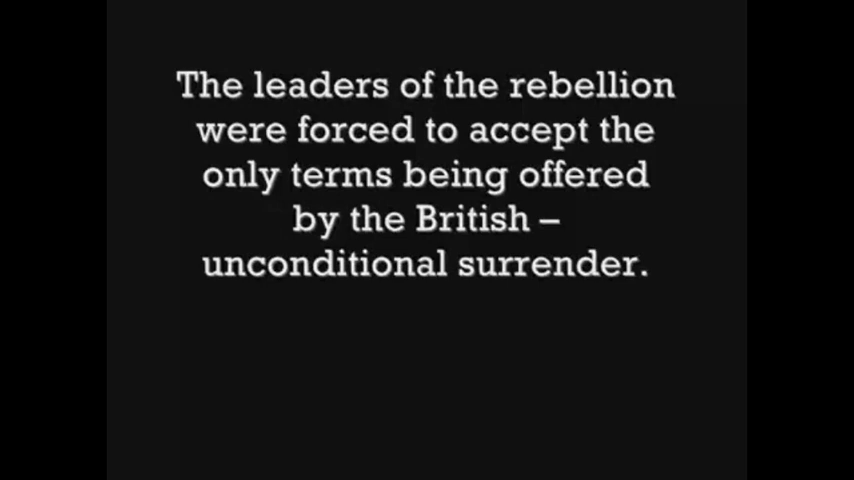 The leaders of the rebellion
were forced to accept the
only terms being offered
by the British –
unconditional surrender.